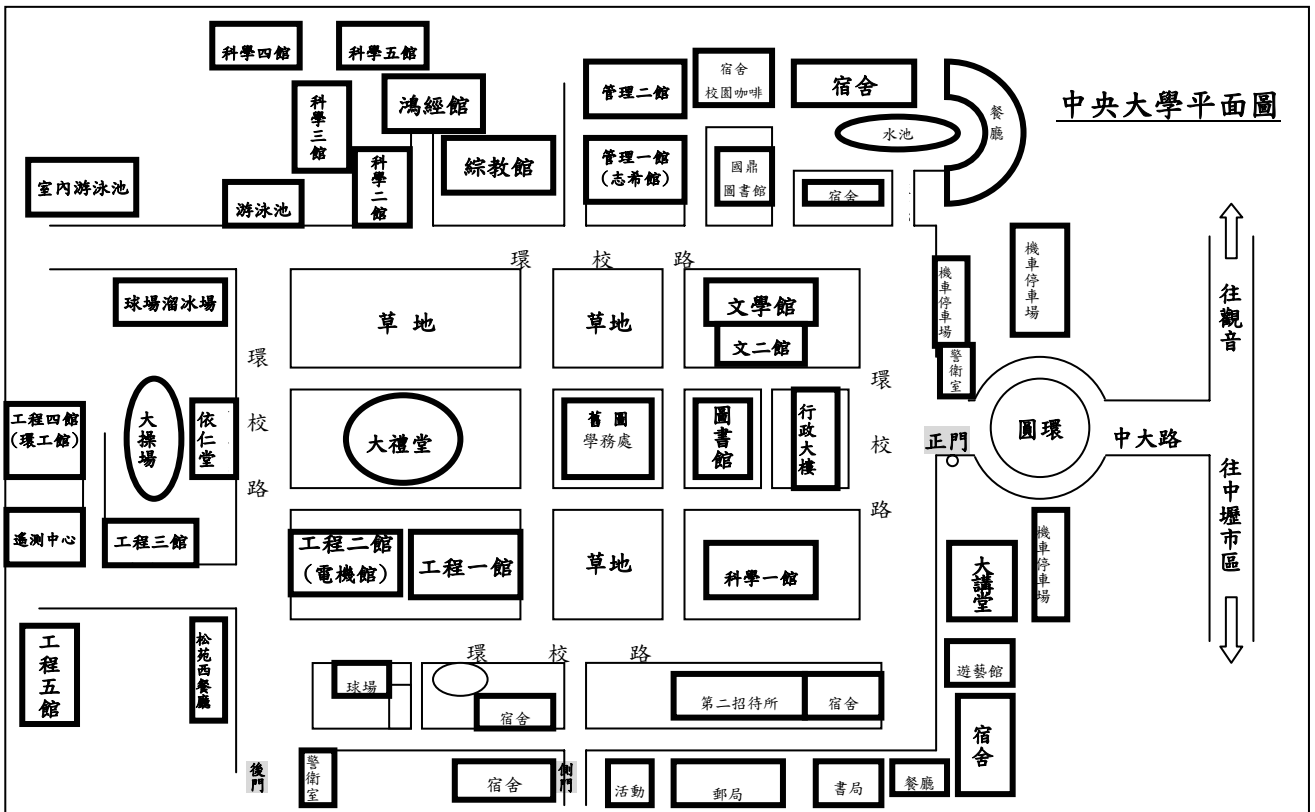 中央大學平面圖
科學四館
科學五館
科學三館
鴻經館
科學二館
綜教館
管理二館
管理一館
(志希館)
宿舍
校園咖啡
國鼎
圖書館
宿舍
水池
餐廳
宿舍
室內游泳池
游泳池
環校路
機車停車場
機車停車場
往觀音
球場溜冰場
草地
草地
文學館
文二館
警衛室
環校路
環校路
工程四館
(環工館)
大操場
依仁堂
大禮堂
舊圖
學務處
圖書館
行政大樓
正門
圓環
中大路
往中壢市區
遙測中心
工程三館
工程二館
(電機館)
工程一館
草地
科學一館
大講堂
機車停車場
工程五館
松苑西餐廳
環校路
球場
宿舍
第二招待所
宿舍
遊藝館
宿舍
後門
警衛室
宿舍
側門
活動
郵局
書局
餐廳